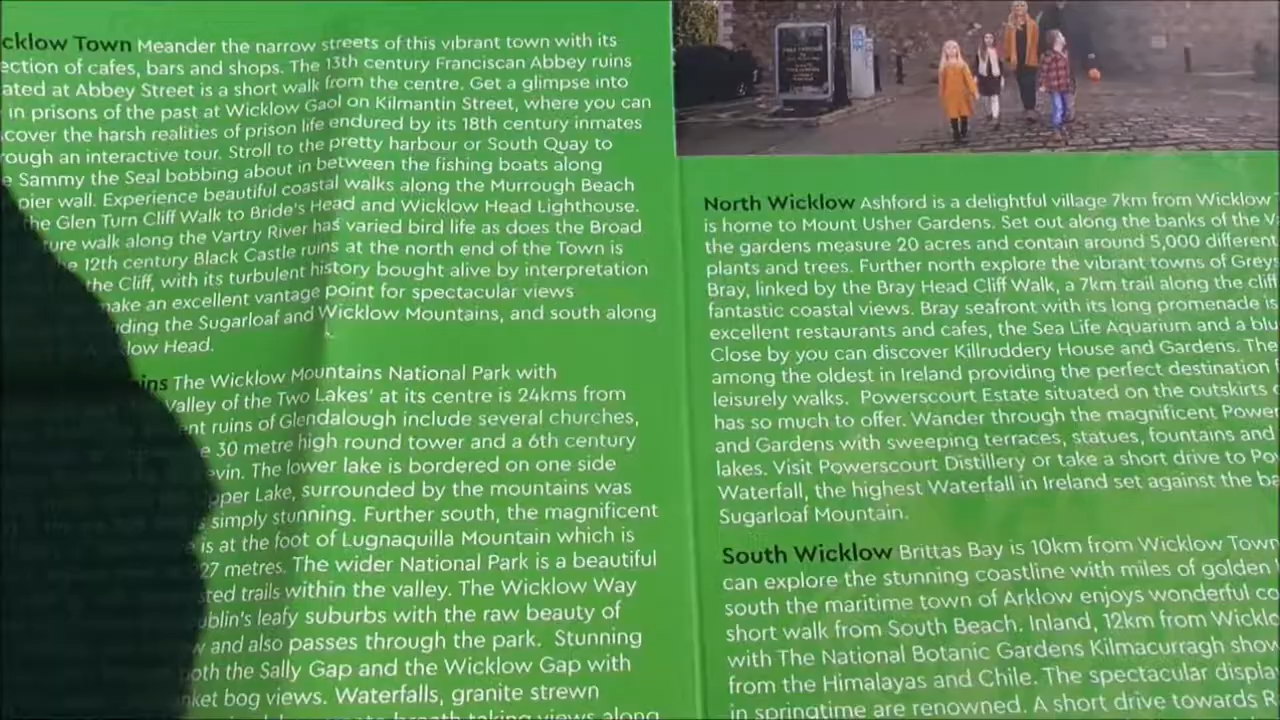 cklow Town Meander the narrow streets of this vibrant town with its
ection of cafes, bars and shops. The 13th century Franciscan Abbey ruins
ated at Abbey Street is a short walk from the centre. Get a glimpse into
in prisons of the past at Wicklow Gaol on Kilmantin Street, where you can
cover the harsh realities of prison life endured by its 18th century inmates
rough an interactive tour. Stroll to the pretty harbour or South Quay to
e Sammy the Seal bobbing about in between the fishing boats along
pier wall. Experience beautiful coastal walks along the Murrough Beach
he Glen Turn Cliff Walk to Bride's Head and Wicklow Head Lighthouse.
ure walk along the Vartry River has varied bird life as does the Broad
e 12th century Black Castle ruins at the north end of the Town is
the Cliff, with its turbulent history bought alive by interpretation
make an excellent vantage point for spectacular views
ding the Sugarloaf and Wicklow Mountains, and south along
low Head.
ins The Wicklow Mountains National Park with
Valley of the Two Lakes' at its centre is 24kms from
nt ruins of Glendalough include several churches,
e 30 metre high round tower and a 6th century
evin. The lower lake is bordered on one side
pper Lake, surrounded by the mountains was
s simply stunning. Further south, the magnificent
e is at the foot of Lugnaquilla Mountain which is
27 metres. The wider National Park is a beautiful
sted trails within the valley. The Wicklow Way
ublin's leafy suburbs with the raw beauty of
w and also passes through the park. Stunning
oth the Sally Gap and the Wicklow Gap with
nket bog views. Waterfalls, granite strewn
breath taking views along
North Wicklow Ashford is a delightful village 7km from Wicklow
is home to Mount Usher Gardens. Set out along the banks of the V
the gardens measure 20 acres and contain around 5,000 different
plants and trees. Further north explore the vibrant towns of Greys
Bray, linked by the Bray Head Cliff Walk, a 7km trail along the cliff
fantastic coastal views. Bray seafront with its long promenade is
excellent restaurants and cafes, the Sea Life Aquarium and a blu
Close by you can discover Killruddery House and Gardens. The
among the oldest in Ireland providing the perfect destination
leisurely walks. Powerscourt Estate situated on the outskirts
has so much to offer. Wander through the magnificent Power
and Gardens with sweeping terraces, statues, fountains and
lakes. Visit Powerscourt Distillery or take a short drive to Po
Waterfall, the highest Waterfall in Ireland set against the ba
Sugarloaf Mountain.
South Wicklow Brittas Bay is 10km from Wicklow Town
can explore the stunning coastline with miles of golden
south the maritime town of Arklow enjoys wonderful co
short walk from South Beach. Inland, 12km from Wicklo
with The National Botanic Gardens Kilmacurragh show
from the Himalayas and Chile. The spectacular displa
in springtime are renowned. A short drive towards R